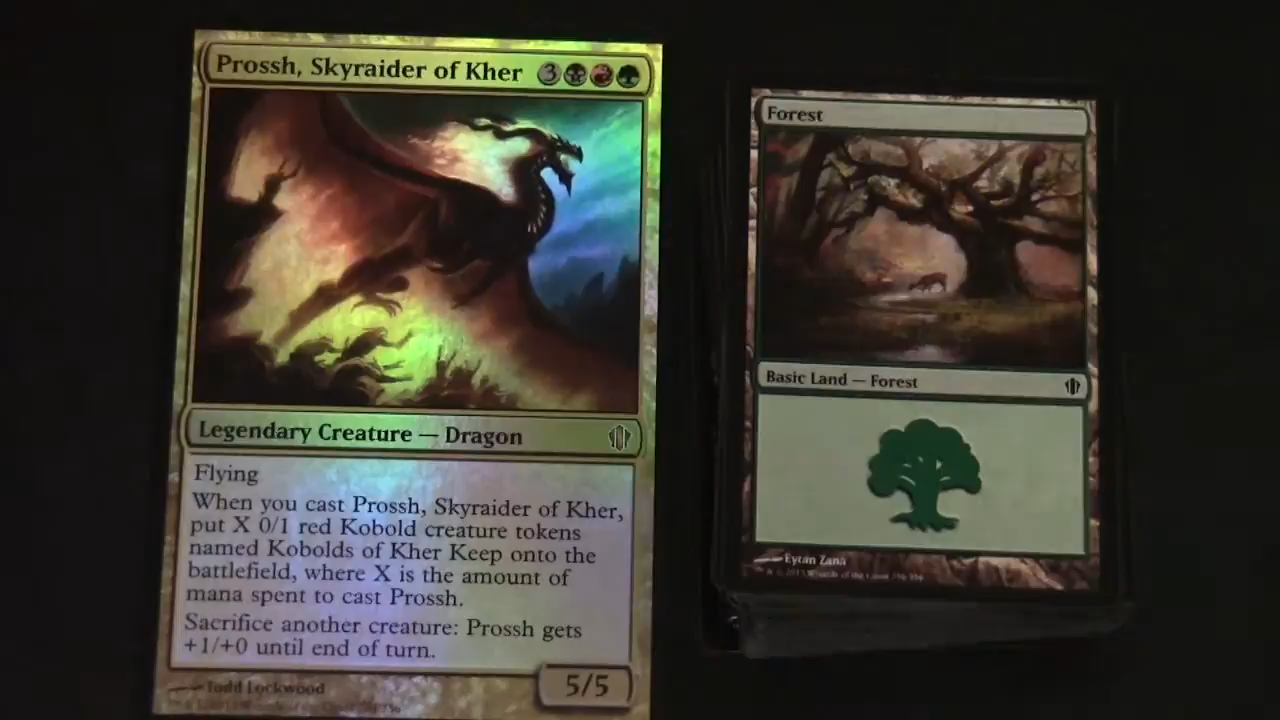 Prossh, Skyraider of Kher 3
Legendary Creature — Dragon
Flying
When you cast Prossh, Skyraider of Kher,
put X 0/1 red Kobold creature tokens
named Kobolds of Kher Keep onto the
battlefield, where X is the amount of
mana spent to cast Prossh.
Sacrifice another creature: Prossh gets
+1/+0 until end of turn.
Todd Lockwood
5/5
Forest
Basic Land — Forest
Eytan Zana